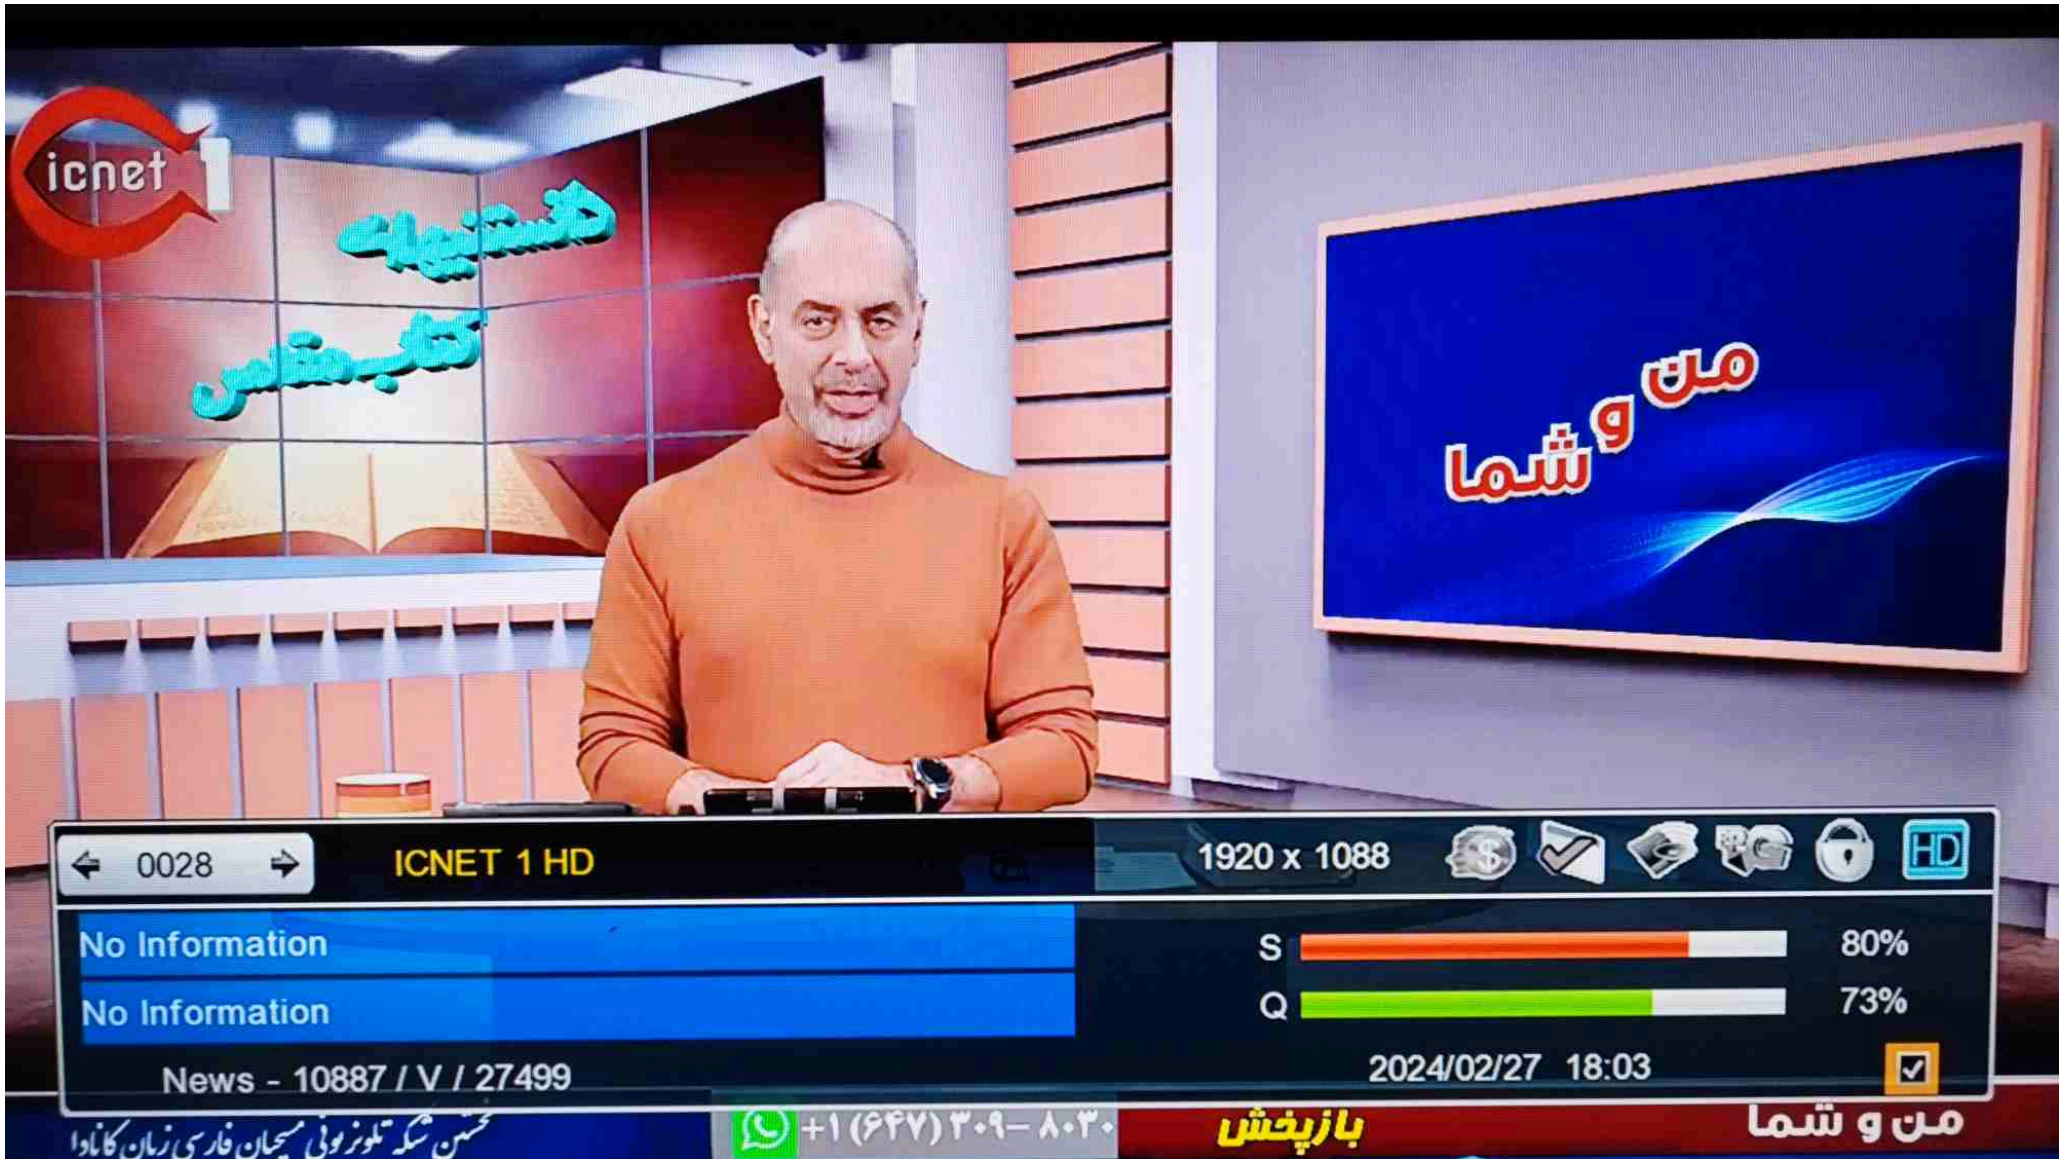 icnet 1
دانستنیهای
کتاب مقدس
من و شما
0028
ICNET 1 HD
1920 x 1088
HD
No Information
S
80%
No Information
Q
73%
News - 10887 / V / 27499
2024/02/27 18:03
نخستین شبکه تلویزیونی مسیحیان فارسی زبان کانادا
+۱ (۶۴۷) ۳۰۹-۸۰۳۰
بازپخش
من و شما